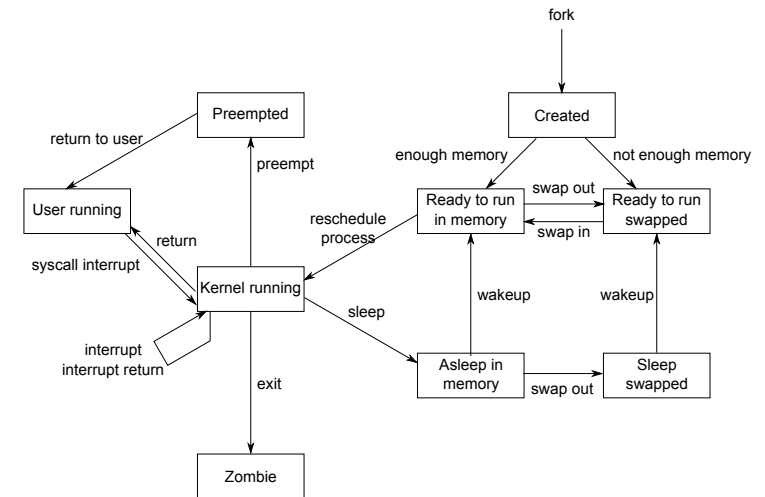 fork
Preempted
Created
return to user
enough memory
not enough memory
preempt
User running
Ready to run
in memory
swap out
Ready to run
swapped
reschedule
process
swap in
return
syscall interrupt
Kernel running
wakeup
wakeup
sleep
interrupt
interrupt return
Asleep in
memory
Sleep
swapped
exit
swap out
Zombie